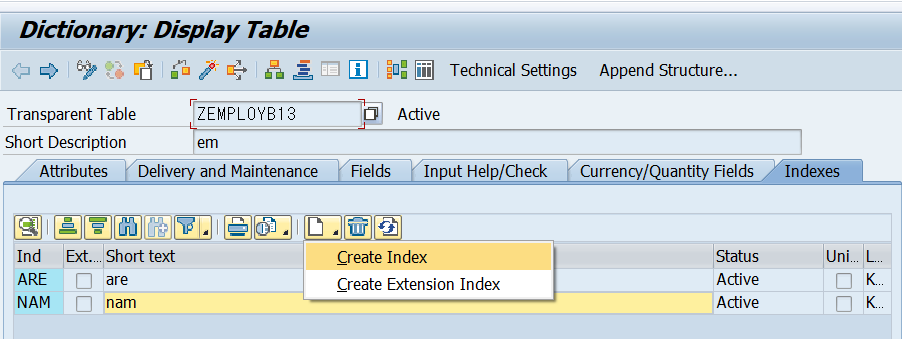 Dictionary: Display Table
Technical Settings Append Structure...
Transparent Table ZEMPLOYB13 Active
Short Description em
Attributes Delivery and Maintenance Fields Input Help/Check Currency/Quantity Fields Indexes
Create Index
Create Extension Index
Ind Ext... Short text Status Uni... L...
ARE are Active K...
NAM nam Active K...